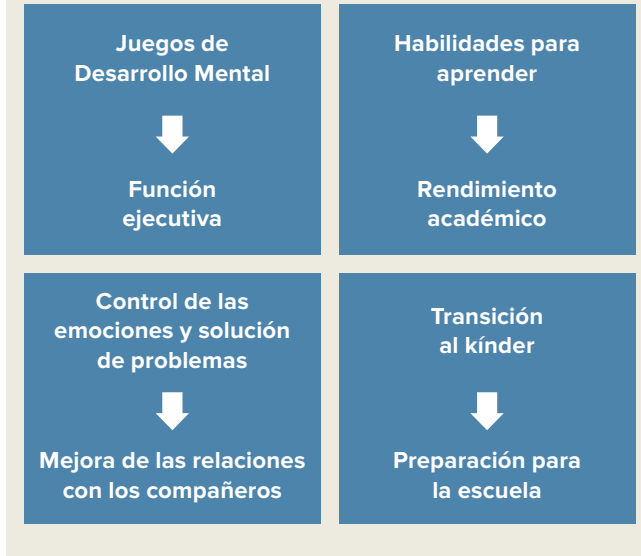 Juegos de
Desarrollo Mental
Función
ejecutiva
Habilidades para
aprender
Rendimiento
académico
Control de las
emociones y solución
de problemas
Mejora de las relaciones
con los compañeros
Transición
al kínder
Preparación para
la escuela